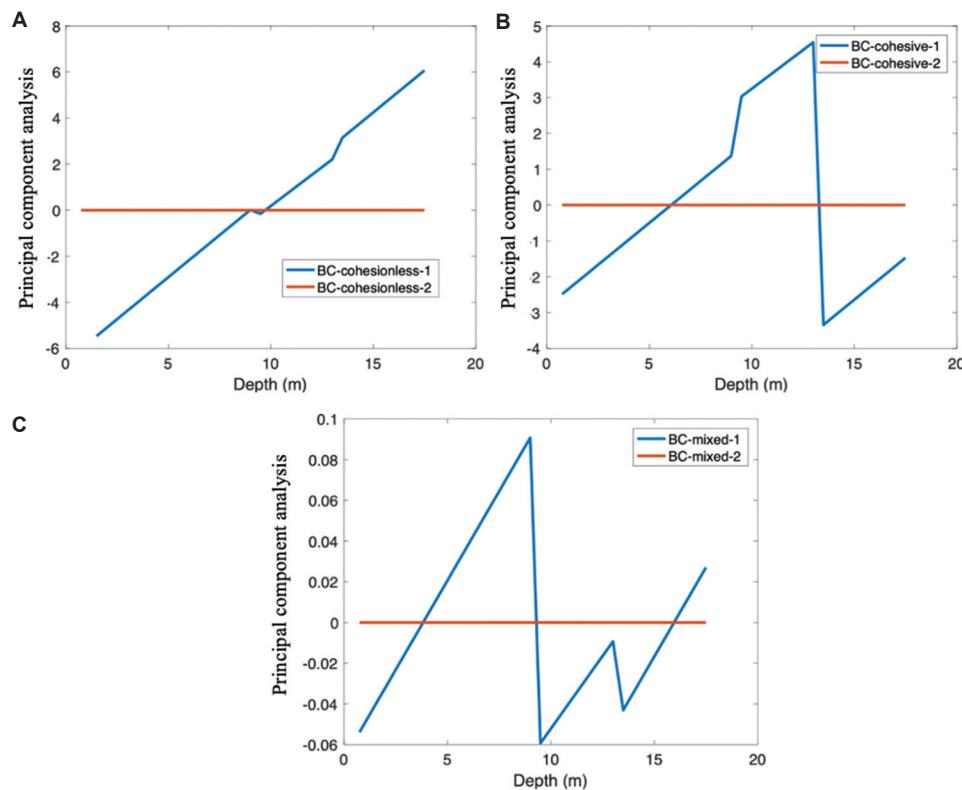 A
Principal component analysis
6
4
2
0
-2
-4
-6
0
5
10
15
20
Depth (m)
BC-cohesionless-1
BC-cohesionless-2
B
Principal component analysis
5
4
3
2
1
0
-1
-2
-3
-4
0
5
10
15
20
Depth (m)
BC-cohesive-1
BC-cohesive-2
C
Principal component analysis
0.1
0.08
0.06
0.04
0.02
0
-0.02
-0.04
-0.06
0
5
10
15
20
Depth (m)
BC-mixed-1
BC-mixed-2